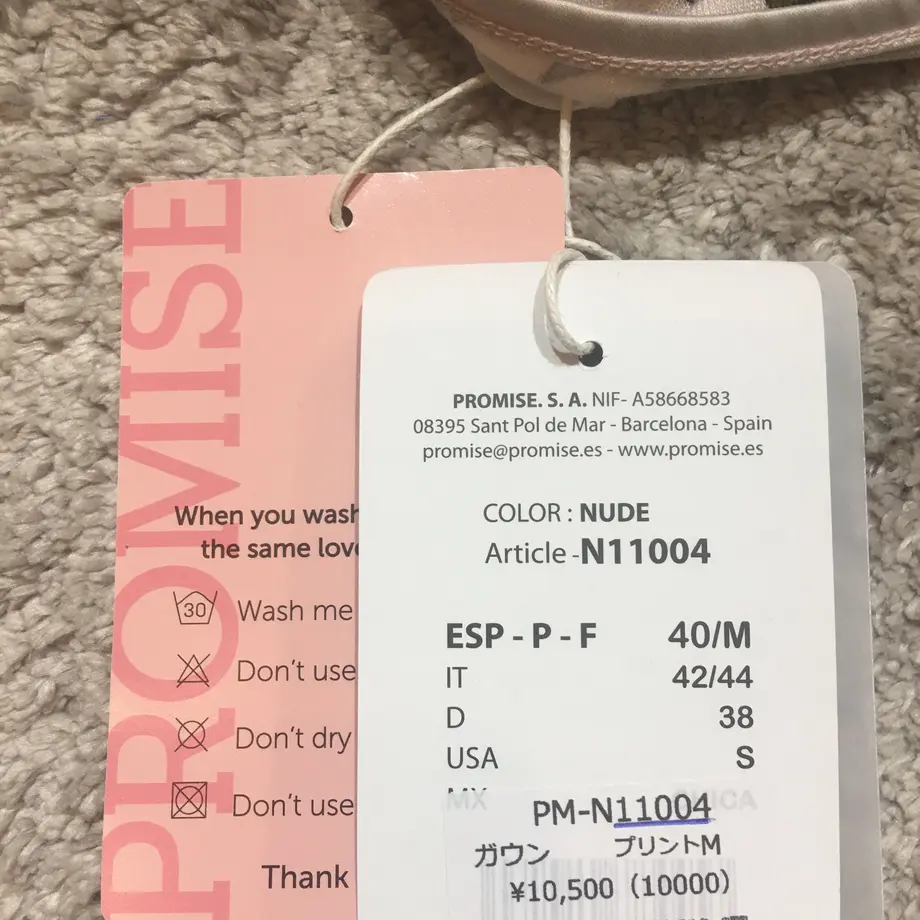 PROMISE
When you wash
the same love
30 Wash me
Don't use
Don't dry
Don't use
Thank
PROMISE. S. A. NIF- A58668583
08395 Sant Pol de Mar - Barcelona - Spain
promise@promise.es - www.promise.es
COLOR : NUDE
Article -N11004
ESP - P - F 40/M
IT 42/44
D 38
USA S
MX CHICA
PM-N11004
ガウン プリントM
¥10,500 (10000)